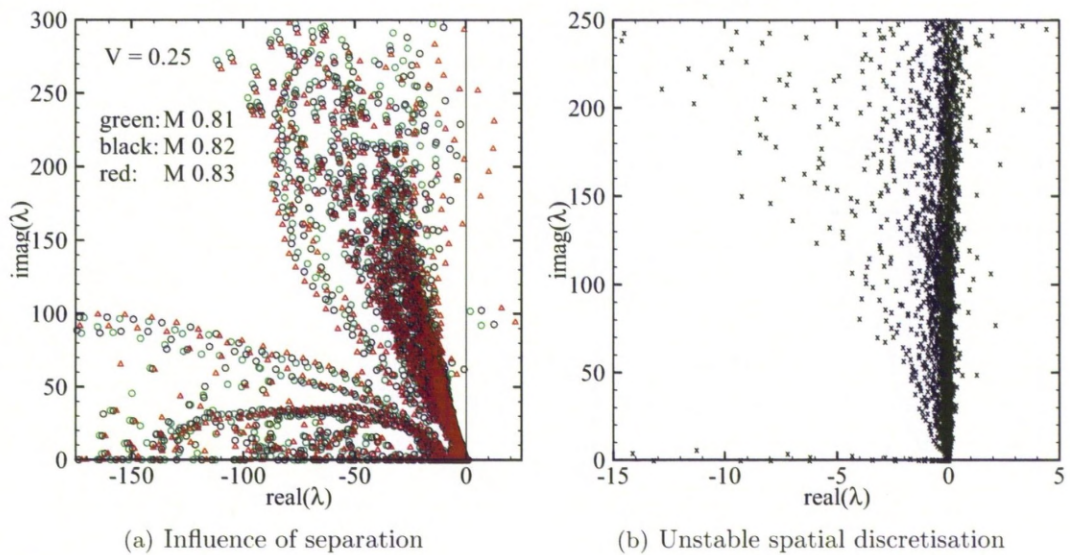 300
250
200
150
100
50
0
V = 0.25
green: M 0.81
black: M 0.82
red: M 0.83
imag(λ)
-150 -100 -50 0
real(λ)
(a) Influence of separation
250
200
150
100
50
0
imag(λ)
-15 -10 -5 0 5
real(λ)
(b) Unstable spatial discretisation